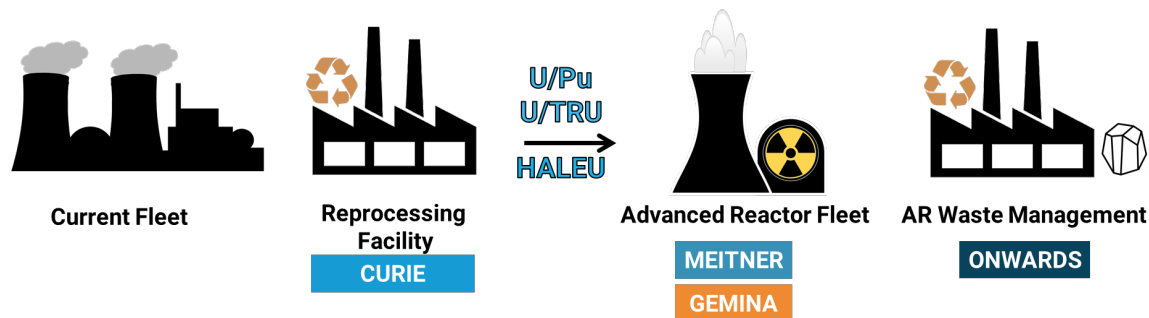 U/Pu
U/TRU
HALEU
Current Fleet
Reprocessing
Facility
CURIE
Advanced Reactor Fleet
MEITNER
GEMINA
AR Waste Management
ONWARDS